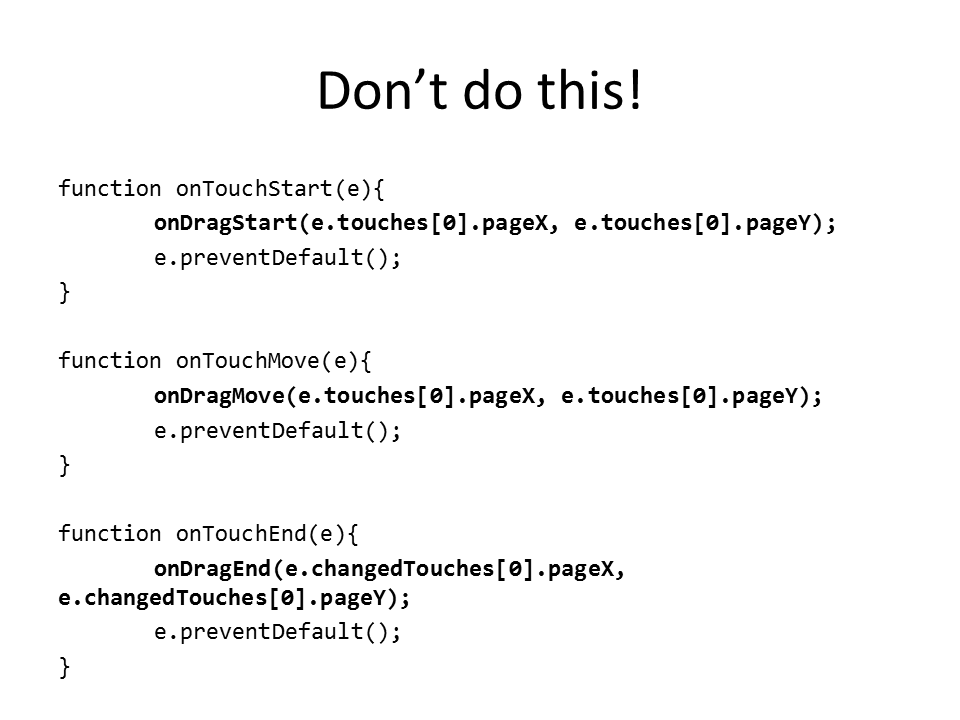 Don’t do this!
function onTouchStart(e){
onDragStart(e.touches[0].pageX, e.touches[0].pageY);
e.preventDefault();
}
function onTouchMove(e){
onDragMove(e.touches[0].pageX, e.touches[0].pageY);
e.preventDefault();
}
function onTouchEnd(e){
onDragEnd(e.changedTouches[0].pageX,
e.changedTouches[0].pageY);
e.preventDefault();
}